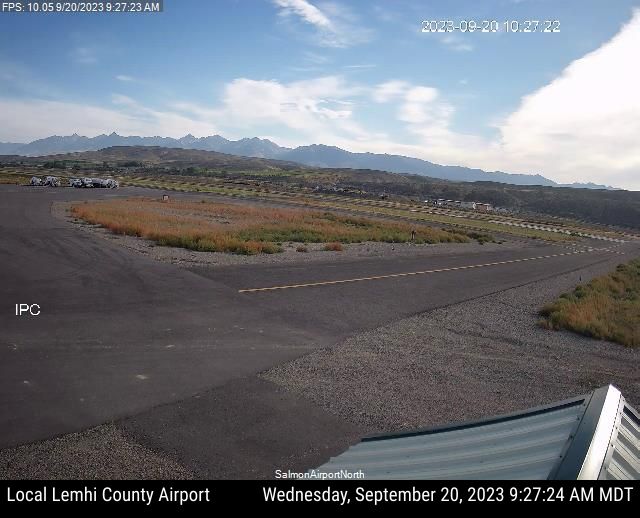 FPS: 10.05 9/20/2023 9:27:23 AM
2023-09-20 10:27:22
IPC
SalmonAirportNorth
Local Lemhi County Airport Wednesday, September 20, 2023 9:27:24 AM MDT